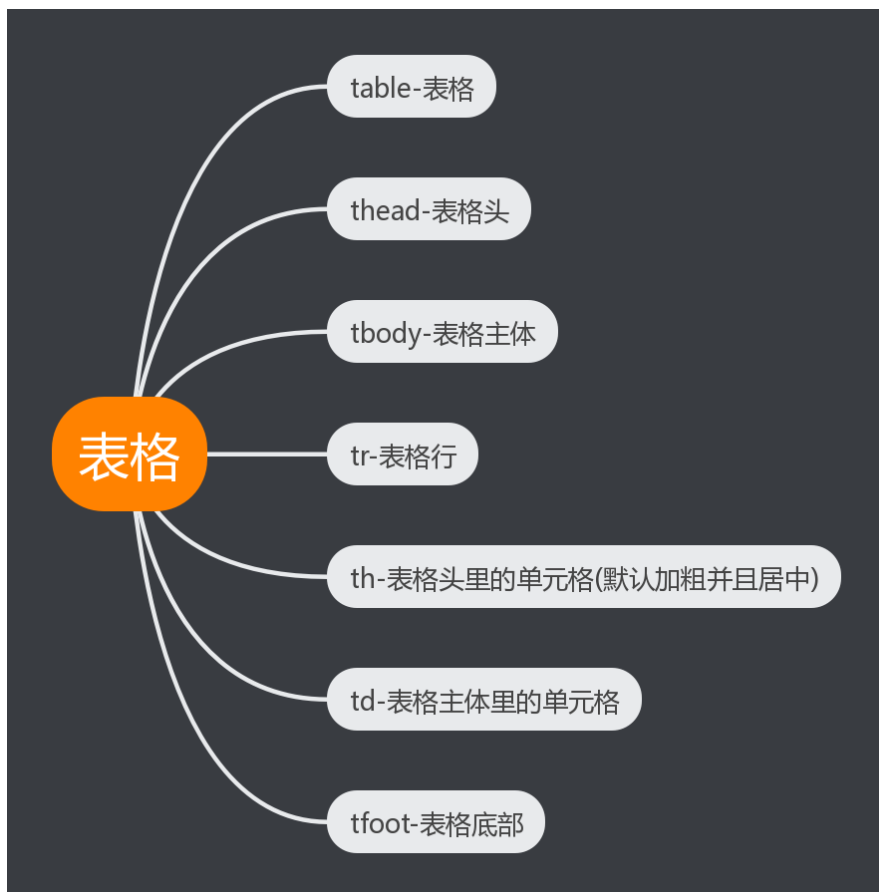 table-表格
thead-表格头
tbody-表格主体
表格
tr-表格行
th-表格头里的单元格(默认加粗并且居中)
td-表格主体里的单元格
tfoot-表格底部